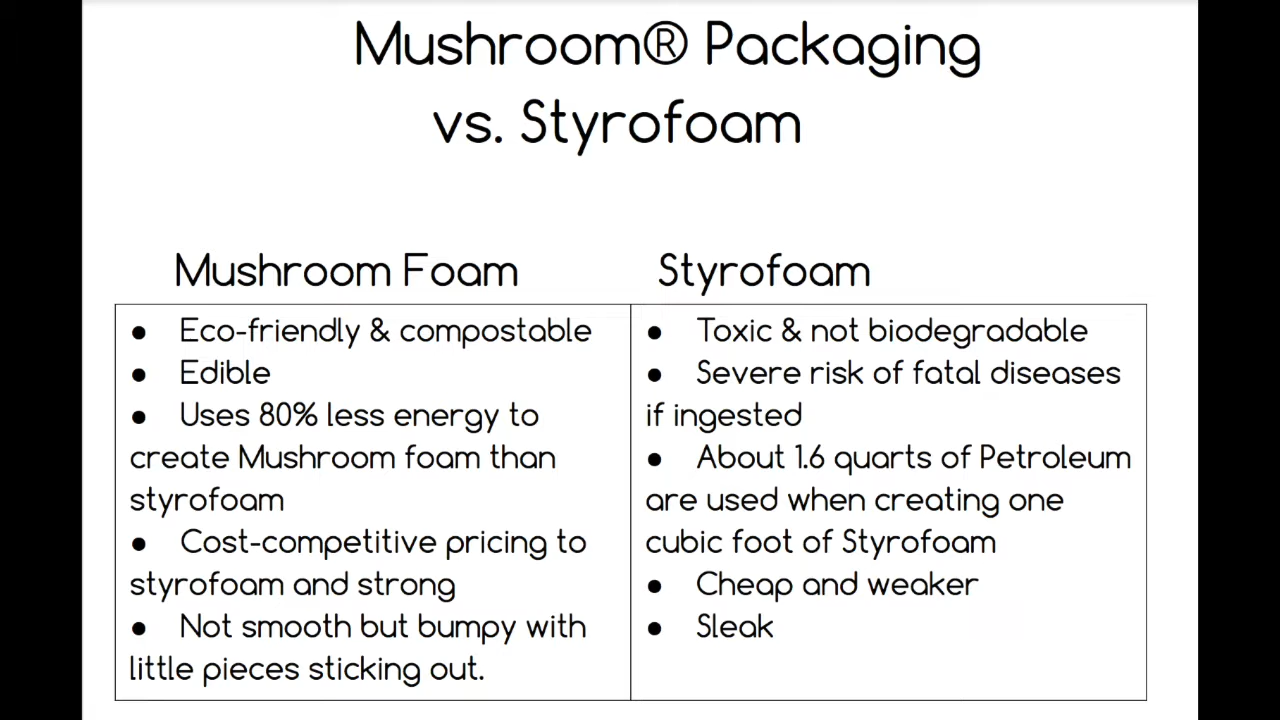 Mushroom® Packaging
vs. Styrofoam
Mushroom Foam
● Eco-friendly & compostable
● Edible
● Uses 80% less energy to
create Mushroom foam than
styrofoam
● Cost-competitive pricing to
styrofoam and strong
● Not smooth but bumpy with
little pieces sticking out.
Styrofoam
● Toxic & not biodegradable
● Severe risk of fatal diseases
if ingested
● About 1.6 quarts of Petroleum
are used when creating one
cubic foot of Styrofoam
● Cheap and weaker
● Sleak